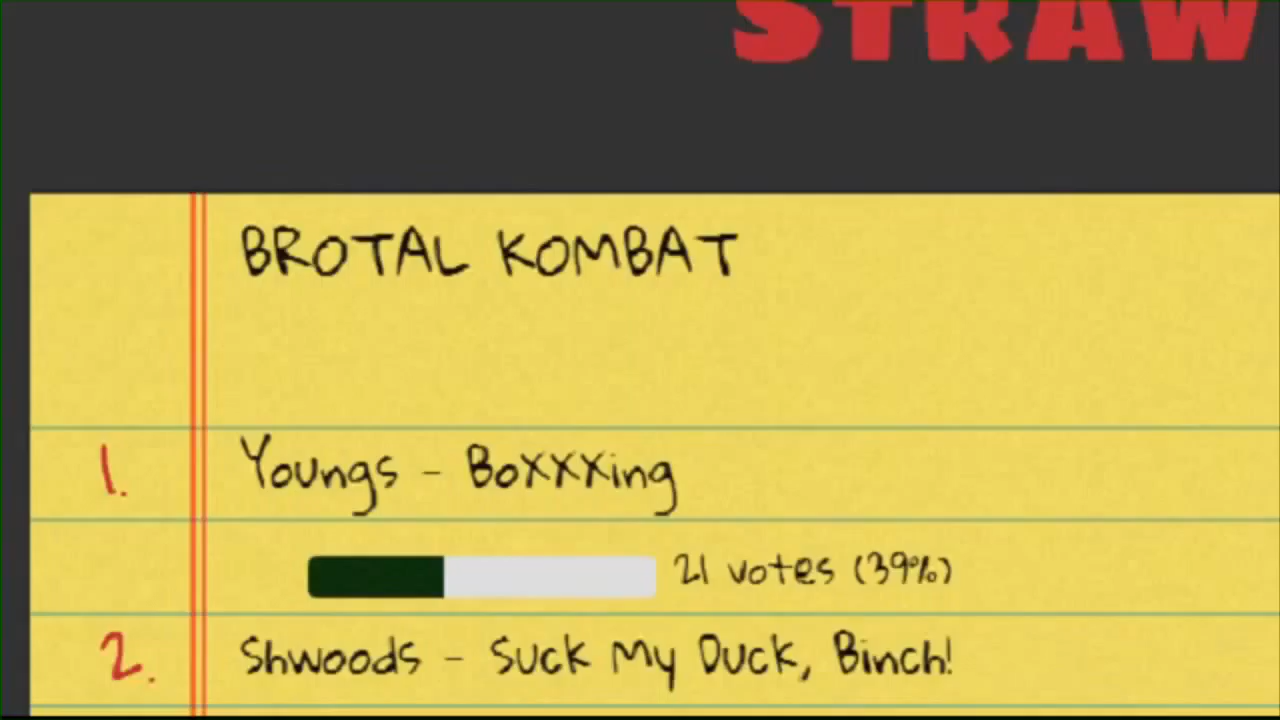 STRAW
BROTAL KOMBAT
1. Youngs - BoXXXing
21 votes (39%)
2. Shwoods - Suck My Duck, Binch!